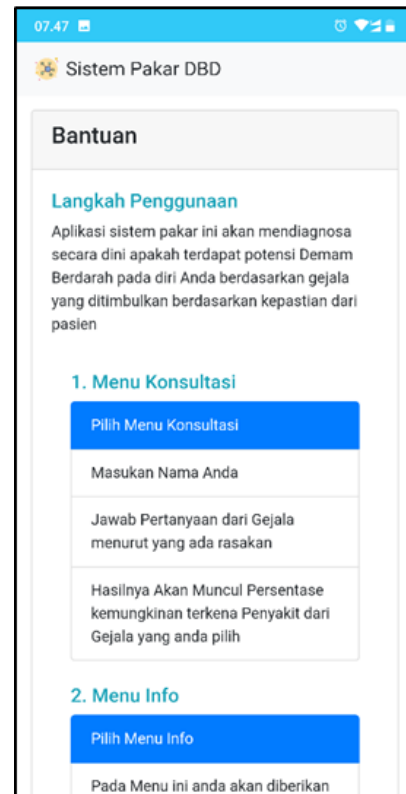 07.47
Sistem Pakar DBD
Bantuan
Langkah Penggunaan
Aplikasi sistem pakar ini akan mendiagnosa
secara dini apakah terdapat potensi Demam
Berdarah pada diri Anda berdasarkan gejala
yang ditimbulkan berdasarkan kepastian dari
pasien
1. Menu Konsultasi
Pilih Menu Konsultasi
Masukan Nama Anda
Jawab Pertanyaan dari Gejala
menurut yang ada rasakan
Hasilnya Akan Muncul Persentase
kemungkinan terkena Penyakit dari
Gejala yang anda pilih
2. Menu Info
Pilih Menu Info
Pada Menu ini anda akan diberikan